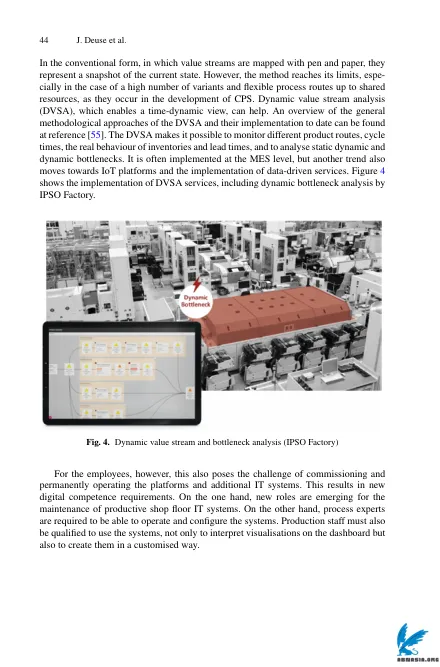 44 J. Deuse et al.
In the conventional form, in which value streams are mapped with pen and paper, they
represent a snapshot of the current state. However, the method reaches its limits, espe-
cially in the case of a high number of variants and flexible process routes up to shared
resources, as they occur in the development of CPS. Dynamic value stream analysis
(DVSA), which enables a time-dynamic view, can help. An overview of the general
methodological approaches of the DVSA and their implementation to date can be found
at reference [55]. The DVSA makes it possible to monitor different product routes, cycle
times, the real behaviour of inventories and lead times, and to analyse static dynamic and
dynamic bottlenecks. It is often implemented at the MES level, but another trend also
moves towards IoT platforms and the implementation of data-driven services. Figure 4
shows the implementation of DVSA services, including dynamic bottleneck analysis by
IPSO Factory.
Dynamic
Bottleneck
Fig. 4. Dynamic value stream and bottleneck analysis (IPSO Factory)
For the employees, however, this also poses the challenge of commissioning and
permanently operating the platforms and additional IT systems. This results in new
digital competence requirements. On the one hand, new roles are emerging for the
maintenance of productive shop floor IT systems. On the other hand, process experts
are required to be able to operate and configure the systems. Production staff must also
be qualified to use the systems, not only to interpret visualisations on the dashboard but
also to create them in a customised way.